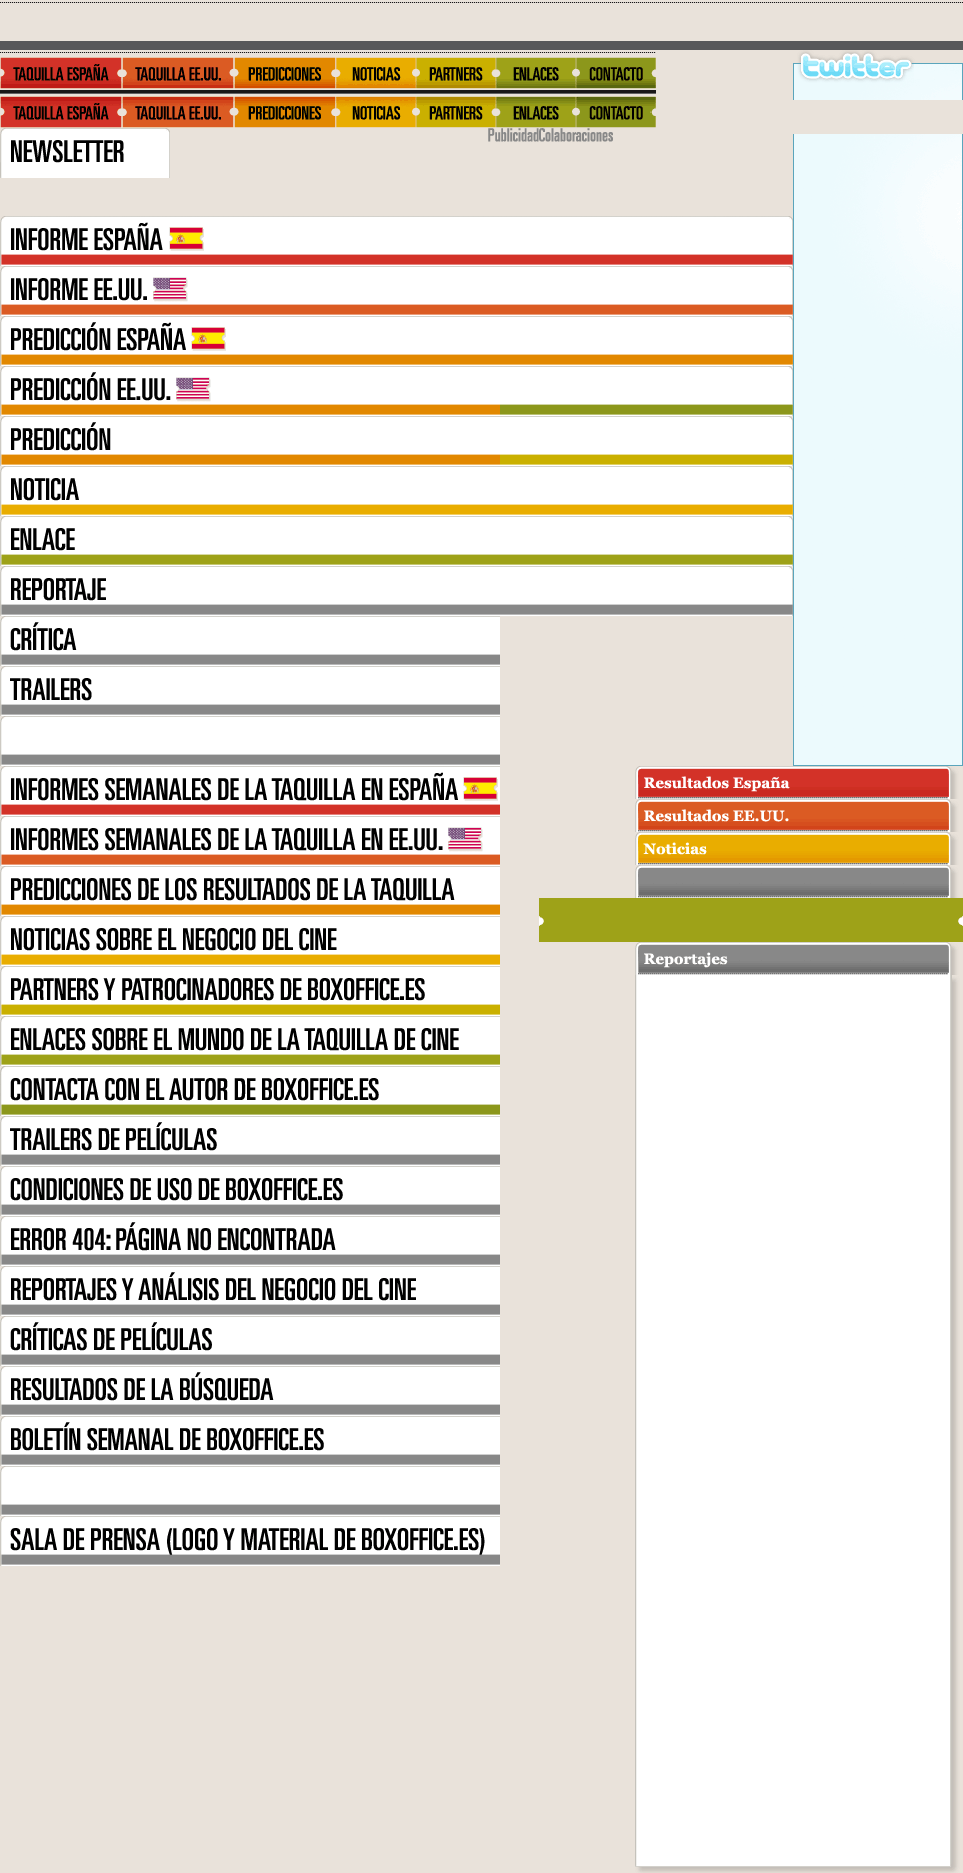 twitter
TAQUILLA ESPAÑA TAQUILLA EE.UU. PREDICCIONES NOTICIAS PARTNERS ENLACES CONTACTO
TAQUILLA ESPAÑA TAQUILLA EE.UU. PREDICCIONES NOTICIAS PARTNERS ENLACES CONTACTO
PublicidadColaboraciones
NEWSLETTER
INFORME ESPAÑA
INFORME EE.UU.
PREDICCIÓN ESPAÑA
PREDICCIÓN EE.UU.
PREDICCIÓN
NOTICIA
ENLACE
REPORTAJE
CRÍTICA
TRAILERS
INFORMES SEMANALES DE LA TAQUILLA EN ESPAÑA
INFORMES SEMANALES DE LA TAQUILLA EN EE.UU.
PREDICCIONES DE LOS RESULTADOS DE LA TAQUILLA
NOTICIAS SOBRE EL NEGOCIO DEL CINE
PARTNERS Y PATROCINADORES DE BOXOFFICE.ES
ENLACES SOBRE EL MUNDO DE LA TAQUILLA DE CINE
CONTACTA CON EL AUTOR DE BOXOFFICE.ES
TRAILERS DE PELÍCULAS
CONDICIONES DE USO DE BOXOFFICE.ES
ERROR 404: PÁGINA NO ENCONTRADA
REPORTAJES Y ANÁLISIS DEL NEGOCIO DEL CINE
CRÍTICAS DE PELÍCULAS
RESULTADOS DE LA BÚSQUEDA
BOLETÍN SEMANAL DE BOXOFFICE.ES
SALA DE PRENSA (LOGO Y MATERIAL DE BOXOFFICE.ES)
Resultados España
Resultados EE.UU.
Noticias
Reportajes